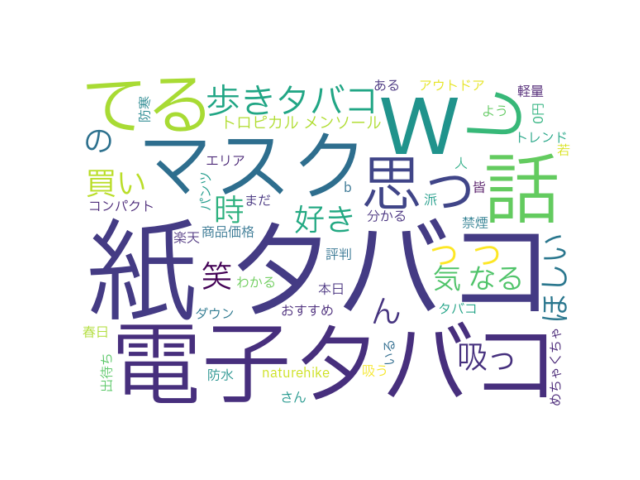 ある
アウトドア
軽量
てる
防寒
歩きタバコ
w
つ
よう
0円
の
トロピカル メンソール
トレンド
マスク
エリア
思っ
話
若
人
皆
買い
パンツ
b
派
コンパクト
時
まだ
好き
分かる
禁煙
楽天
商品価格
紙タバコ
評判
っっ
ほしい
笑
わかる
本日
気なる
ダウン
おすすめ
ん
タバコ
春日
電子タバコ
いる
吸っ
めちゃくちゃ
出待ち
防水
naturehike
吸う
さん